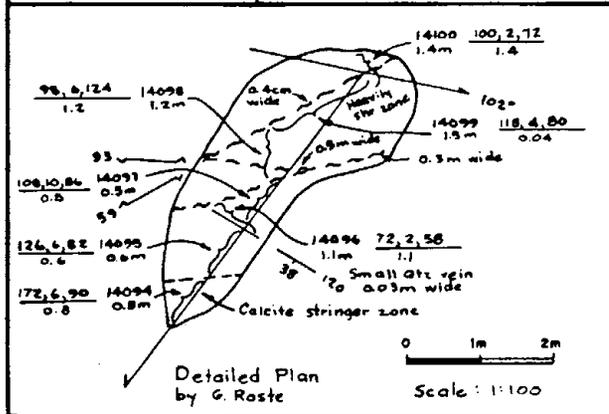 14100 100,2,72
1.4m 1.4
98,6,124 14098
1.2 1.2m
0.4cm
wide
Heavily
shr zone
102
14099 118,4,80
1.5m 0.04
0.5m wide
0.3m wide
93
108,10,86 14097
0.5 0.5m
59
14096 72,2,58
1.1m 1.1
126,6,82 14095
0.6 0.6m
38 120 Small Qtz vein
0.03m wide
172,6,90 14094
0.8 0.8m
Calcite stringer zone
Detailed Plan
by G. Raste
0 1m 2m
Scale : 1:100